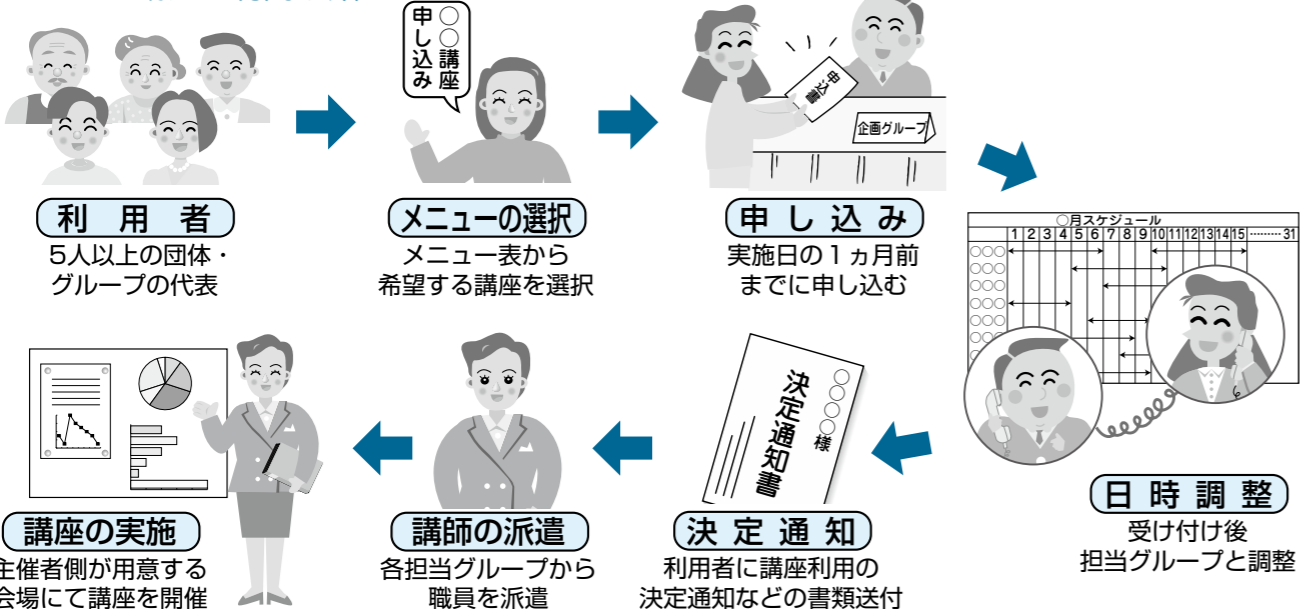 ○○講座
申し込み
申込書
企画グループ
利用者
5人以上の団体・
グループの代表
メニューの選択
メニュー表から
希望する講座を選択
申し込み
実施日の1ヵ月前
までに申し込む
○月スケジュール
1 2 3 4 5 6 7 8 9 10 11 12 13 14 15 ……… 31
○○○
○○○
○○○
○○○
○○○
日時調整
受け付け後
担当グループと調整
○○○○様
決定通知書
決定通知
利用者に講座利用の
決定通知などの書類送付
講師の派遣
各担当グループから
職員を派遣
講座の実施
主催者側が用意する
会場にて講座を開催